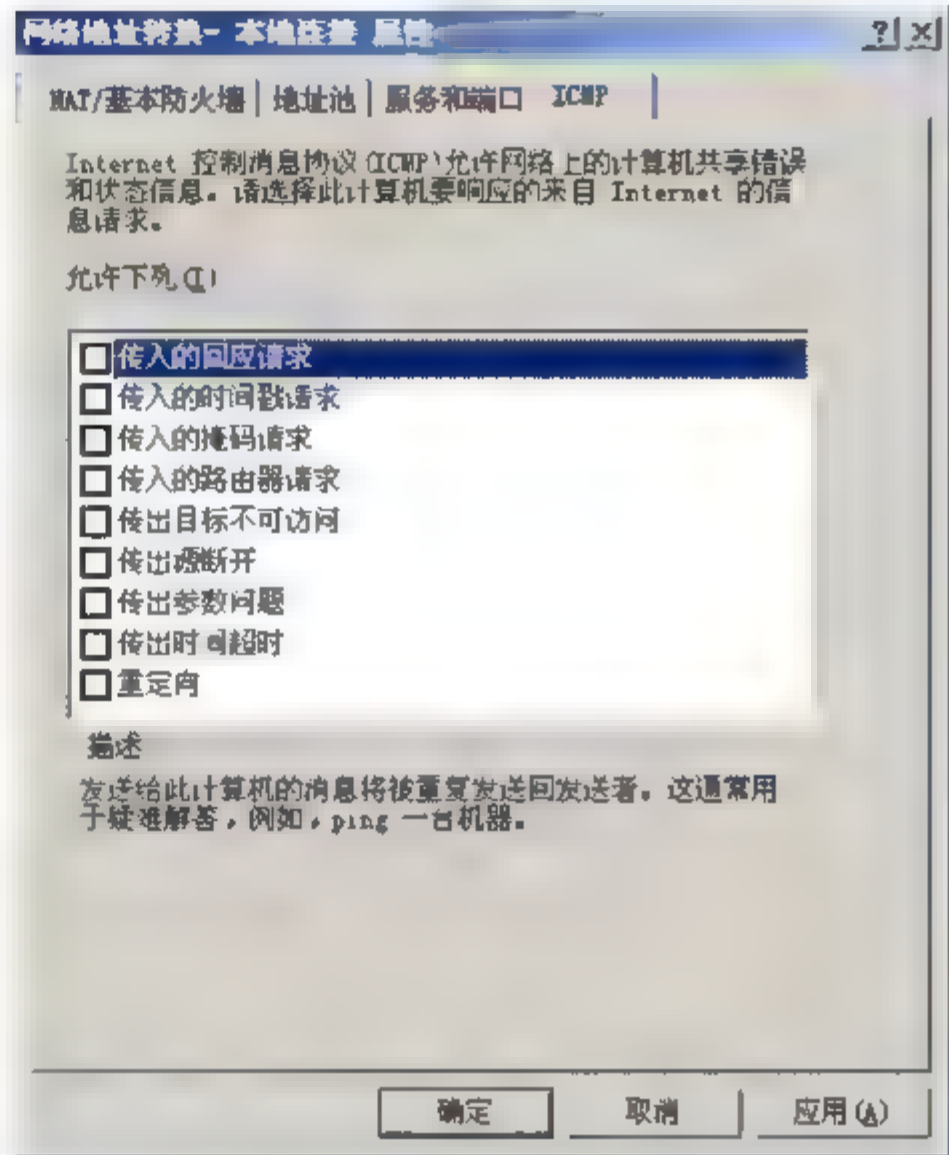 网络地址转换- 本地连接 属性
? ×
NAT/基本防火墙 地址池 服务和端口 ICMP
Internet 控制消息协议(ICMP)允许网络上的计算机共享错误
和状态信息。请选择此计算机要响应的来自 Internet 的信
息请求。
允许下列(I)
传入的回应请求
传入的时间戳请求
传入的掩码请求
传入的路由器请求
传出目标不可访问
传出源断开
传出参数问题
传出时间超时
重定向
描述
发送给此计算机的消息将被重复发送回发送者。这通常用
于疑难解答，例如，ping 一台机器。
确定 取消 应用(A)